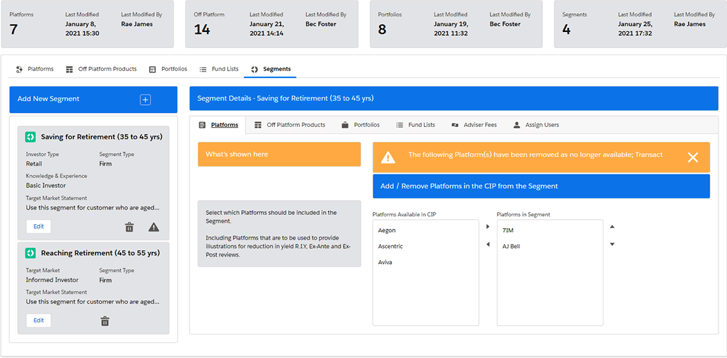 Platforms
7
Last Modified
January 8,
2021 15:30
Last Modified By
Rae James
Off Platform
14
Last Modified
January 21,
2021 14:14
Last Modified By
Bec Foster
Portfolios
8
Last Modified
January 19,
2021 11:32
Last Modified By
Bec Foster
Segments
4
Last Modified
January 25,
2021 17:32
Last Modified By
Rae James
Platforms
Off Platform Products
Portfolios
Fund Lists
Segments
Add New Segment
Saving for Retirement (35 to 45 yrs)
Investor Type
Retail
Segment Type
Firm
Knowledge & Experience
Basic Investor
Target Market Statement
Use this segment for customer who are aged...
Edit
Reaching Retirement (45 to 55 yrs)
Target Market
Informed Investor
Segment Type
Firm
Target Market Statement
Use this segment for customer who are aged...
Edit
Segment Details - Saving for Retirement (35 to 45 yrs)
Platforms
Off Platform Products
Portfolios
Fund Lists
Adviser Fees
Assign Users
What's shown here
Select which Platforms should be included in the
Segment.
Including Platforms that are to be used to provide
illustrations for reduction in yield R.I.Y, Ex-Ante and Ex-
Post reviews.
The following Platform(s) have been removed as no longer available; Transact
Add / Remove Platforms in the CIP from the Segment
Platforms Available in CIP
Aegon
Ascentric
Aviva
Platforms in Segment
7IM
AJ Bell